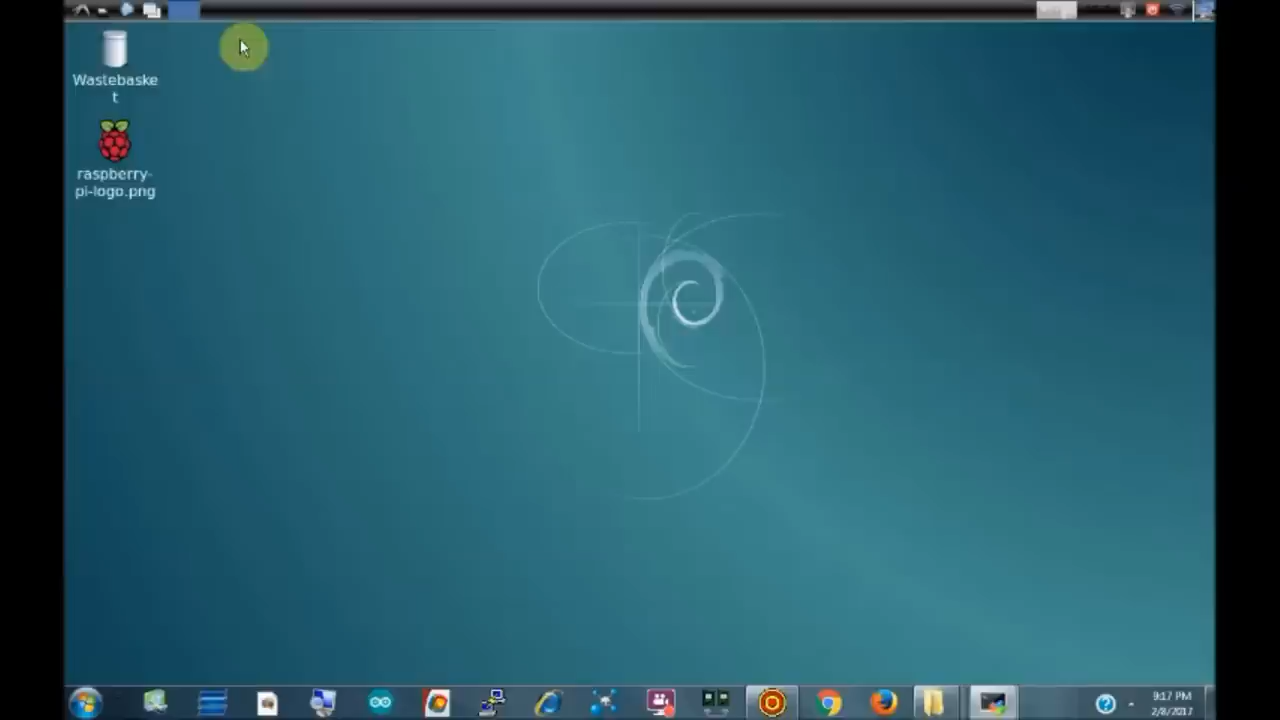 Wastebaske
t
raspberry-
pi-logo.png
9:17 PM
2/8/2017